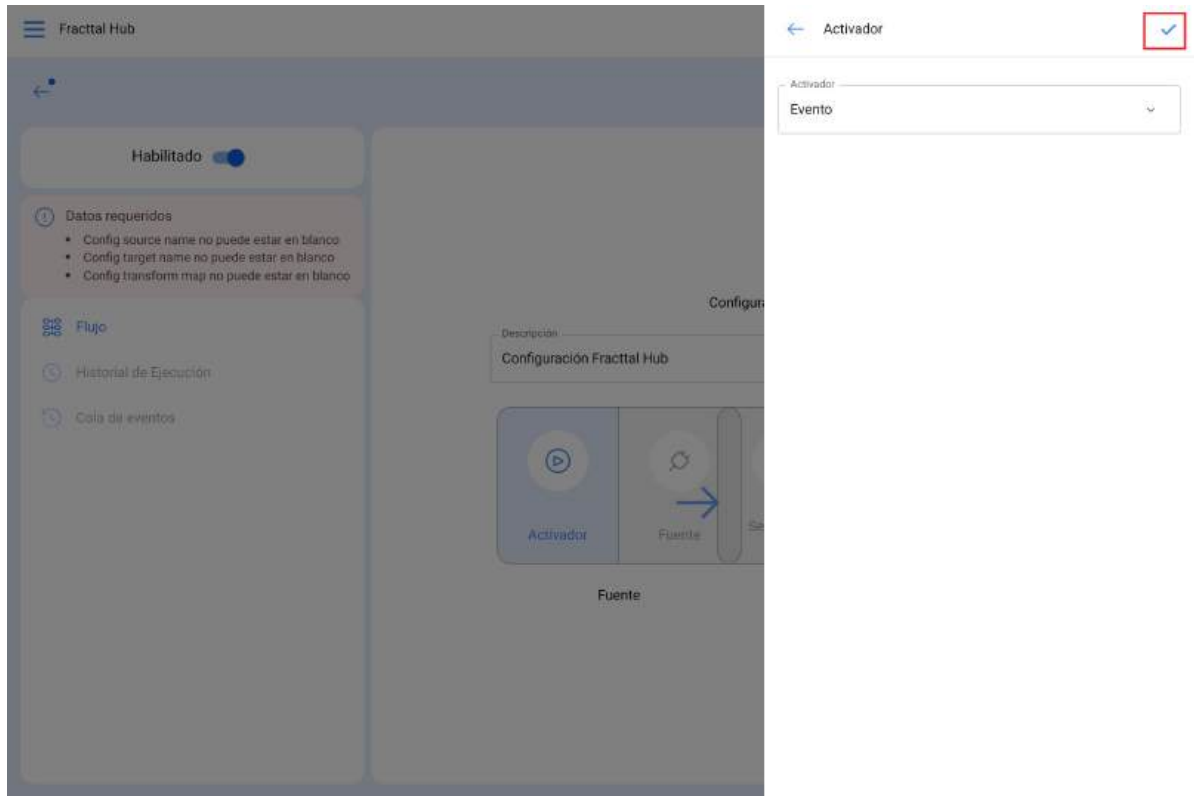 Fracttal Hub
Activador
Activador
Evento
Habilitado
Datos requeridos
Config source name no puede estar en blanco
Config target name no puede estar en blanco
Config transform map no puede estar en blanco
Flujo
Historial de Ejecución
Cola de eventos
Descripción
Configuración Fracttal Hub
Activador
Fuente
Fuente